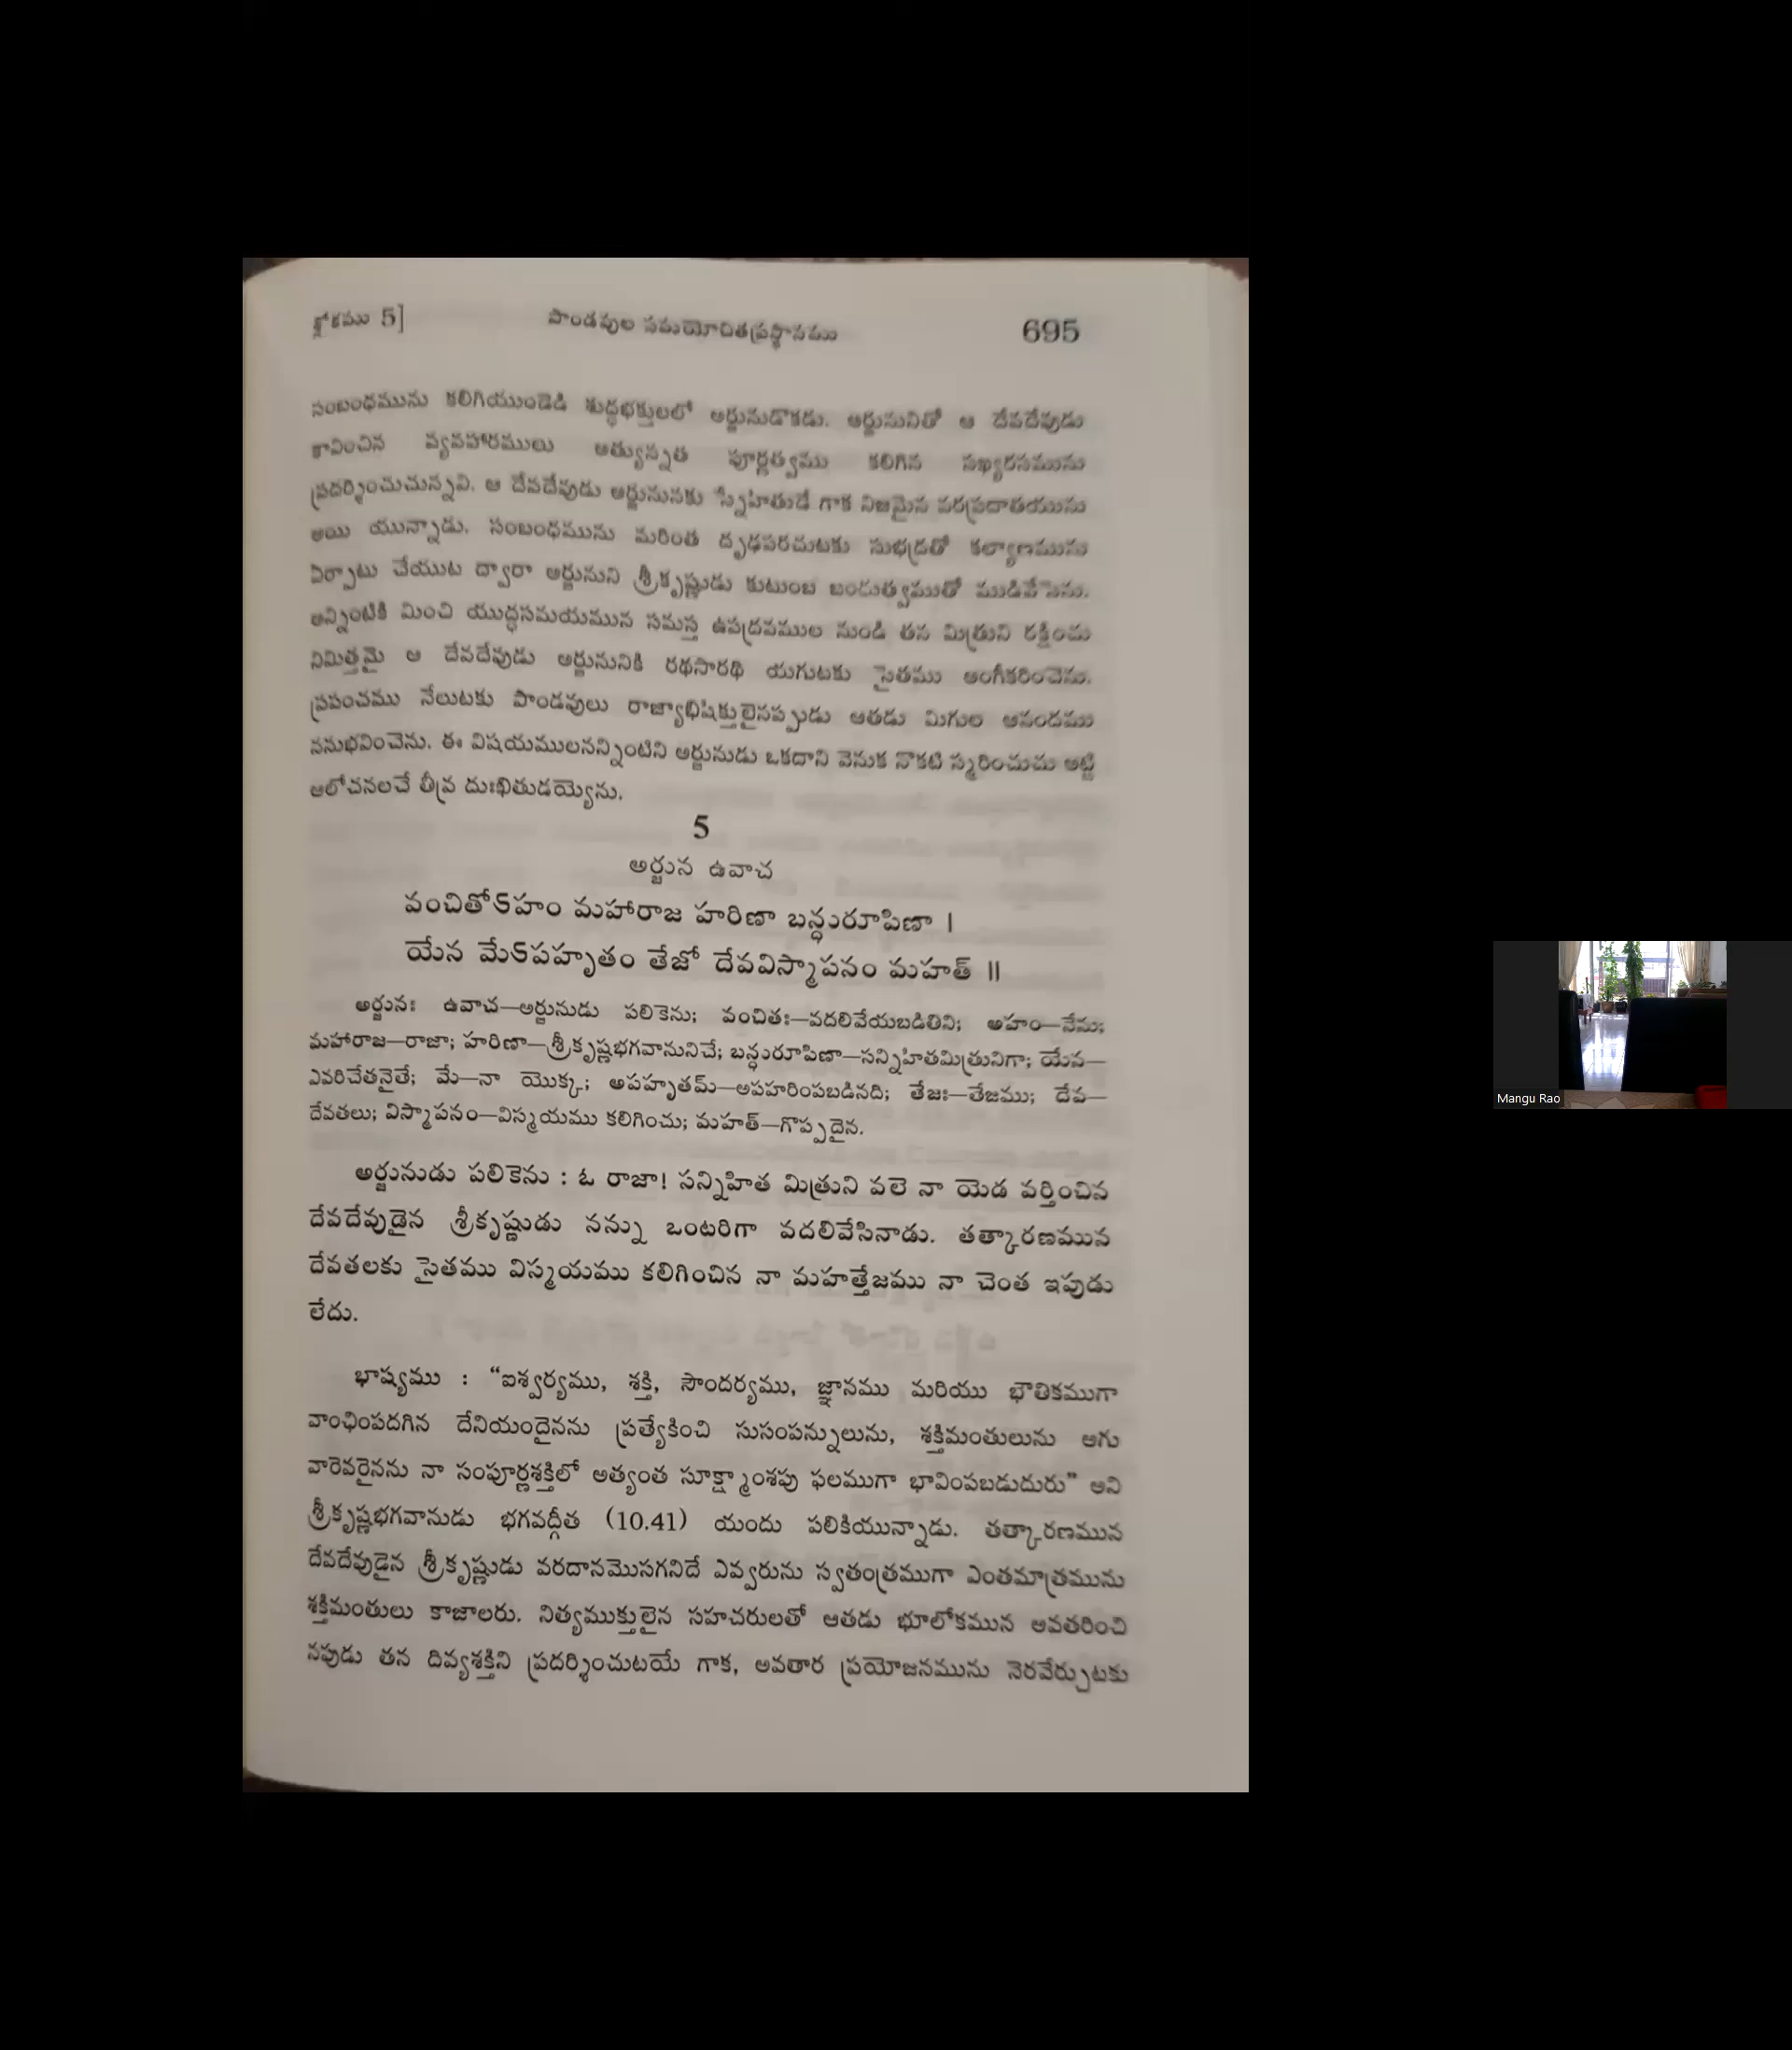 శ్లోకము 5]
పాండవుల సమయోచితప్రస్థానము
695
సంబంధమును కలిగియుండెడి శుద్ధభక్తులలో అర్జునుడొకడు. అర్జునునితో ఆ దేవదేవుడు
కావించిన వ్యవహారములు అత్యున్నత పూర్ణత్వము కలిగిన సఖ్యరసమును
ప్రదర్శించుచున్నవి. ఆ దేవదేవుడు అర్జునునకు స్నేహితుడే గాక నిజమైన వరప్రదాతయును
అయి యున్నాడు. సంబంధమును మరింత దృఢపరచుటకు సుభద్రతో కల్యాణమును
ఏర్పాటు చేయుట ద్వారా అర్జునుని శ్రీకృష్ణుడు కుటుంబ బంధుత్వముతో ముడివేసెను.
అన్నింటికి మించి యుద్ధసమయమున సమస్త ఉపద్రవముల నుండి తన మిత్రుని రక్షించు
నిమిత్తమై ఆ దేవదేవుడు అర్జునునికి రథసారథి యగుటకు సైతము అంగీకరించెను.
ప్రపంచము నేలుటకు పాండవులు రాజ్యాభిషిక్తులైనప్పుడు ఆతడు మిగుల ఆనందము
ననుభవించెను. ఈ విషయములనన్నింటిని అర్జునుడు ఒకదాని వెనుక నొకటి స్మరించుచు అట్టి
ఆలోచనలచే తీవ్ర దుఃఖితుడయ్యెను.
5
అర్జున ఉవాచ
వంచితోఽహం మహారాజ హరిణా బన్ధురూపిణా |
యేన మేఽపహృతం తేజో దేవవిస్మాపనం మహత్ ||
అర్జునః ఉవాచ—అర్జునుడు పలికెను; వంచితః—వదలివేయబడితిని; అహం—నేను;
మహారాజ—రాజా; హరిణా—శ్రీకృష్ణభగవానునిచే; బన్ధురూపిణా—సన్నిహితమిత్రునిగా; యేన—
ఎవరిచేతనైతే; మే—నా యొక్క; అపహృతమ్—అపహరింపబడినది; తేజః—తేజము; దేవ—
దేవతలు; విస్మాపనం—విస్మయము కలిగించు; మహత్—గొప్పదైన.
అర్జునుడు పలికెను : ఓ రాజా! సన్నిహిత మిత్రుని వలె నా యెడ వర్తించిన
దేవదేవుడైన శ్రీకృష్ణుడు నన్ను ఒంటరిగా వదలివేసినాడు. తత్కారణమున
దేవతలకు సైతము విస్మయము కలిగించిన నా మహత్తేజము నా చెంత ఇపుడు
లేదు.
భాష్యము : “ఐశ్వర్యము, శక్తి, సౌందర్యము, జ్ఞానము మరియు భౌతికముగా
వాంఛింపదగిన దేనియందైనను ప్రత్యేకించి సుసంపన్నులును, శక్తిమంతులును ఆగు
వారెవరైనను నా సంపూర్ణశక్తిలో అత్యంత సూక్ష్మాంశపు ఫలముగా భావింపబడుదురు” అని
శ్రీకృష్ణభగవానుడు భగవద్గీత (10.41) యందు పలికియున్నాడు. తత్కారణమున
దేవదేవుడైన శ్రీకృష్ణుడు వరదానమొసగనిదే ఎవ్వరును స్వతంత్రముగా ఎంతమాత్రమును
శక్తిమంతులు కాజాలరు. నిత్యముక్తులైన సహచరులతో ఆతడు భూలోకమున అవతరించి
నపుడు తన దివ్యశక్తిని ప్రదర్శించుటయే గాక, అవతార ప్రయోజనమును నెరవేర్చుటకు
Mangu Rao